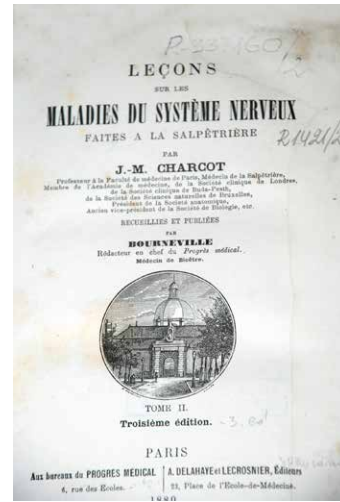 P-33460/2
LEÇONS
SUR LES
MALADIES DU SYSTÈME NERVEUX
FAITES A LA SALPÊTRIÈRE
R1421/2
PAR
J.-M. CHARCOT
Professeur à la Faculté de médecine de Paris, Médecin de la Salpêtrière,
Membre de l'Académie de médecine, de la Société clinique de Londres,
de la Société clinique de Buda-Pesth,
de la Société des Sciences naturelles de Bruxelles,
Président de la Société anatomique,
Ancien vice-président de la Société de Biologie, etc.
RECUEILLIES ET PUBLIÉES
PAR
BOURNEVILLE
Rédacteur en chef du Progrès médical.
Médecin de Bicêtre.
TOME II.
Troisième édition.
PARIS
Aux bureaux du PROGRÈS MÉDICAL
6, rue des Écoles.
A. DELAHAYE et LECROSNIER, Éditeurs
23, Place de l'École-de-Médecine.
1880